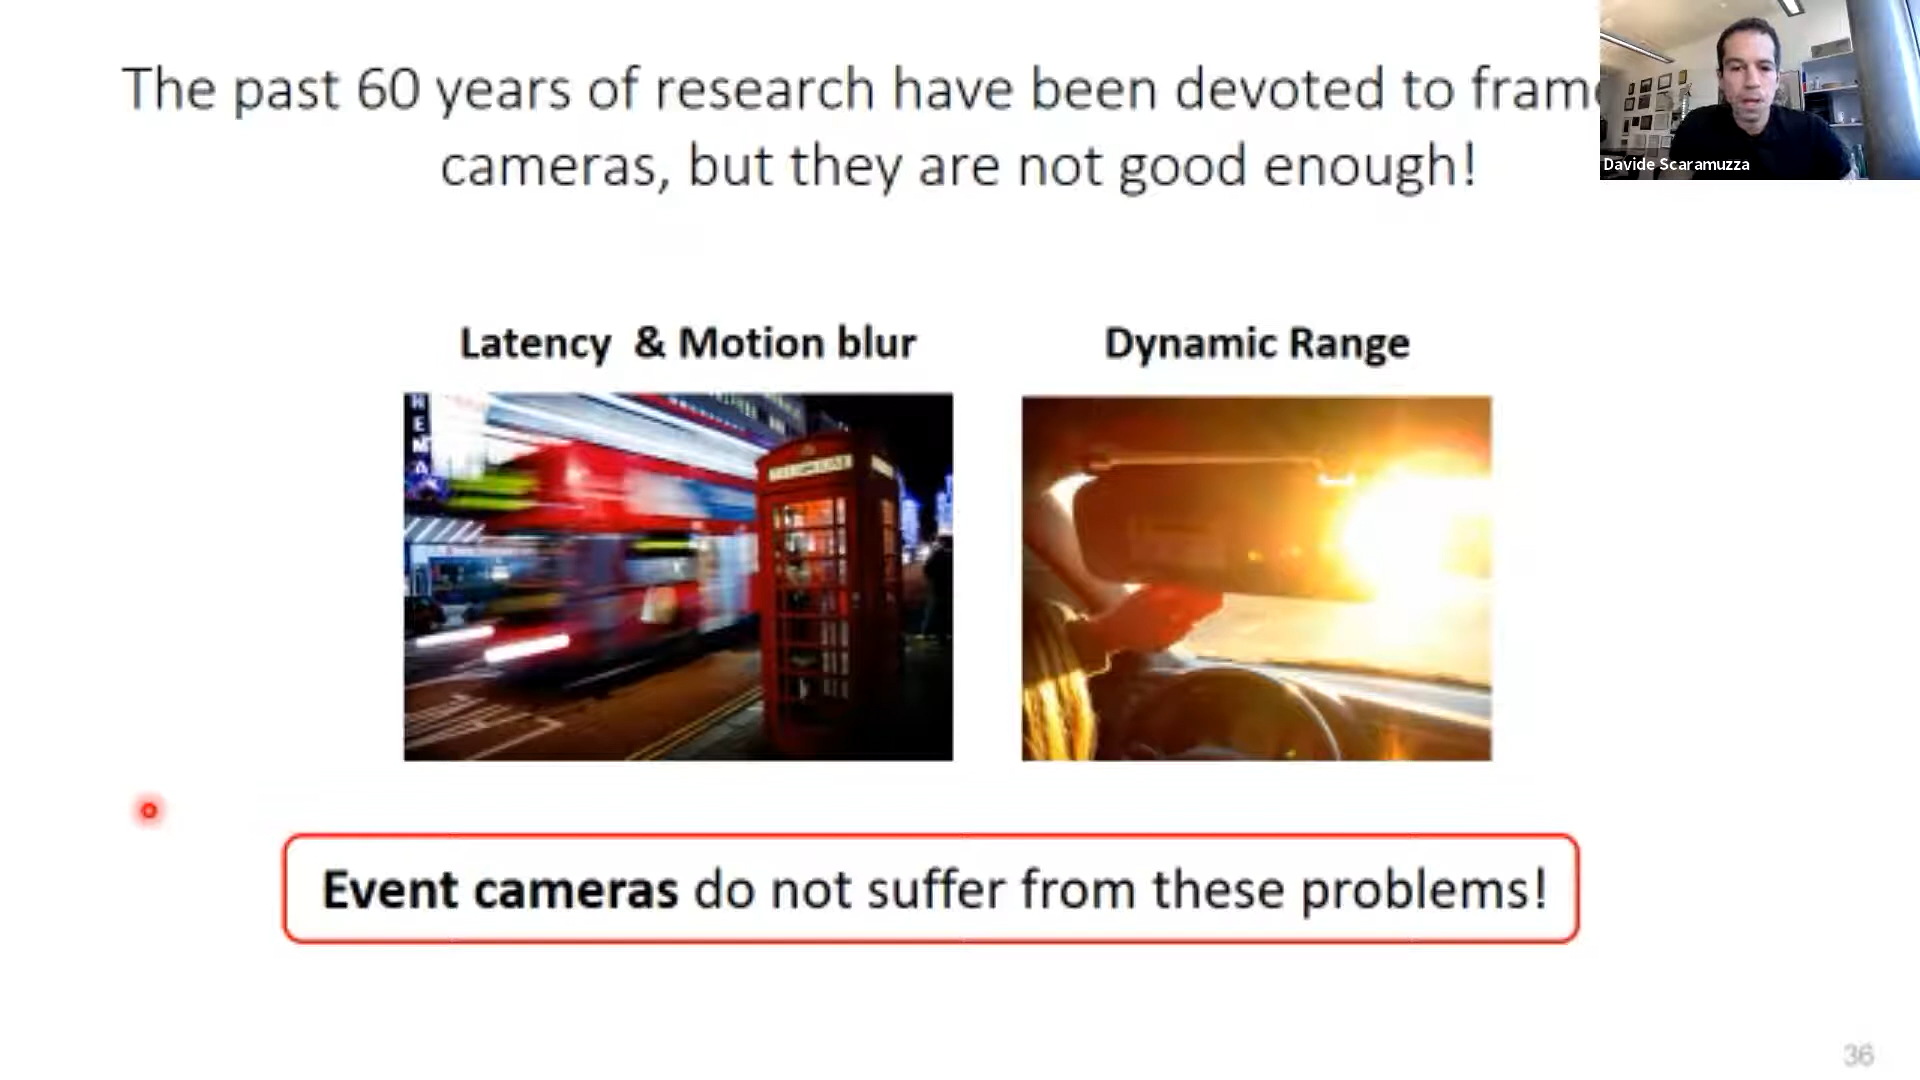 The past 60 years of research have been devoted to fram
cameras, but they are not good enough!
Davide Scaramuzza
Latency & Motion blur
Dynamic Range
Event cameras do not suffer from these problems!
36